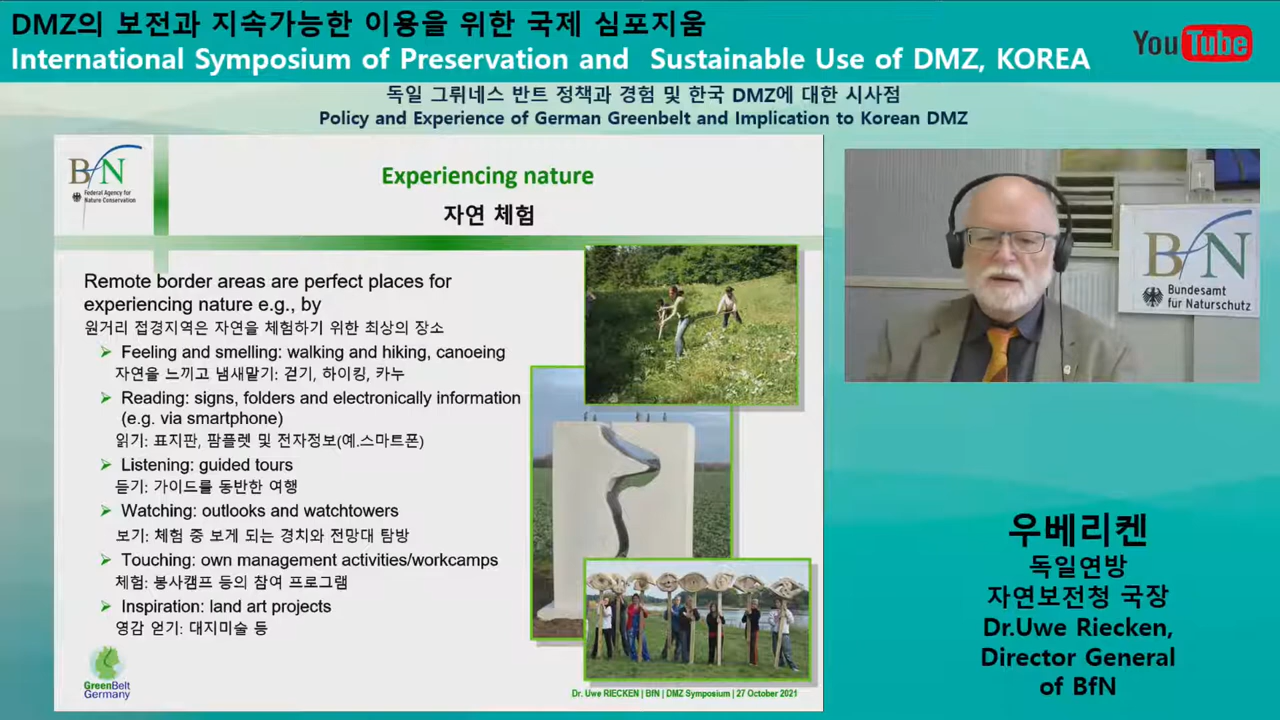 DMZ의 보전과 지속가능한 이용을 위한 국제 심포지움
International Symposium of Preservation and Sustainable Use of DMZ, KOREA
YouTube
독일 그뤼네스 반트 정책과 경험 및 한국 DMZ에 대한 시사점
Policy and Experience of German Greenbelt and Implication to Korean DMZ
BfN
Federal Agency for
Nature Conservation
Experiencing nature
자연 체험
Remote border areas are perfect places for
experiencing nature e.g., by
원거리 접경지역은 자연을 체험하기 위한 최상의 장소
Feeling and smelling: walking and hiking, canoeing
자연을 느끼고 냄새맡기: 걷기, 하이킹, 카누
Reading: signs, folders and electronically information
(e.g. via smartphone)
읽기: 표지판, 팜플렛 및 전자정보(예.스마트폰)
Listening: guided tours
듣기: 가이드를 동반한 여행
Watching: outlooks and watchtowers
보기: 체험 중 보게 되는 경치와 전망대 탐방
Touching: own management activities/workcamps
체험: 봉사캠프 등의 참여 프로그램
Inspiration: land art projects
영감 얻기: 대지미술 등
GreenBelt
Germany
Dr. Uwe RIECKEN | BfN | DMZ Symposium | 27 October 2021
BfN
Bundesamt
für Naturschutz
우베리켄
독일연방
자연보전청 국장
Dr.Uwe Riecken,
Director General
of BfN